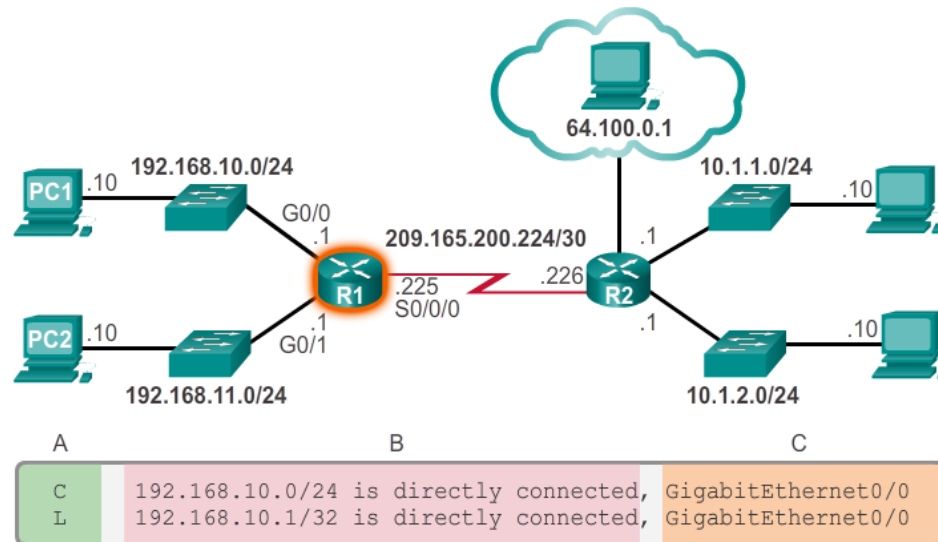 64.100.0.1
192.168.10.0/24
10.1.1.0/24
PC1
.10
.10
G0/0
.1
209.165.200.224/30
.1
R1
.225
S0/0/0
.226
R2
PC2
.10
.1
G0/1
.1
.10
192.168.11.0/24
10.1.2.0/24
A B C
C 192.168.10.0/24 is directly connected, GigabitEthernet0/0
L 192.168.10.1/32 is directly connected, GigabitEthernet0/0